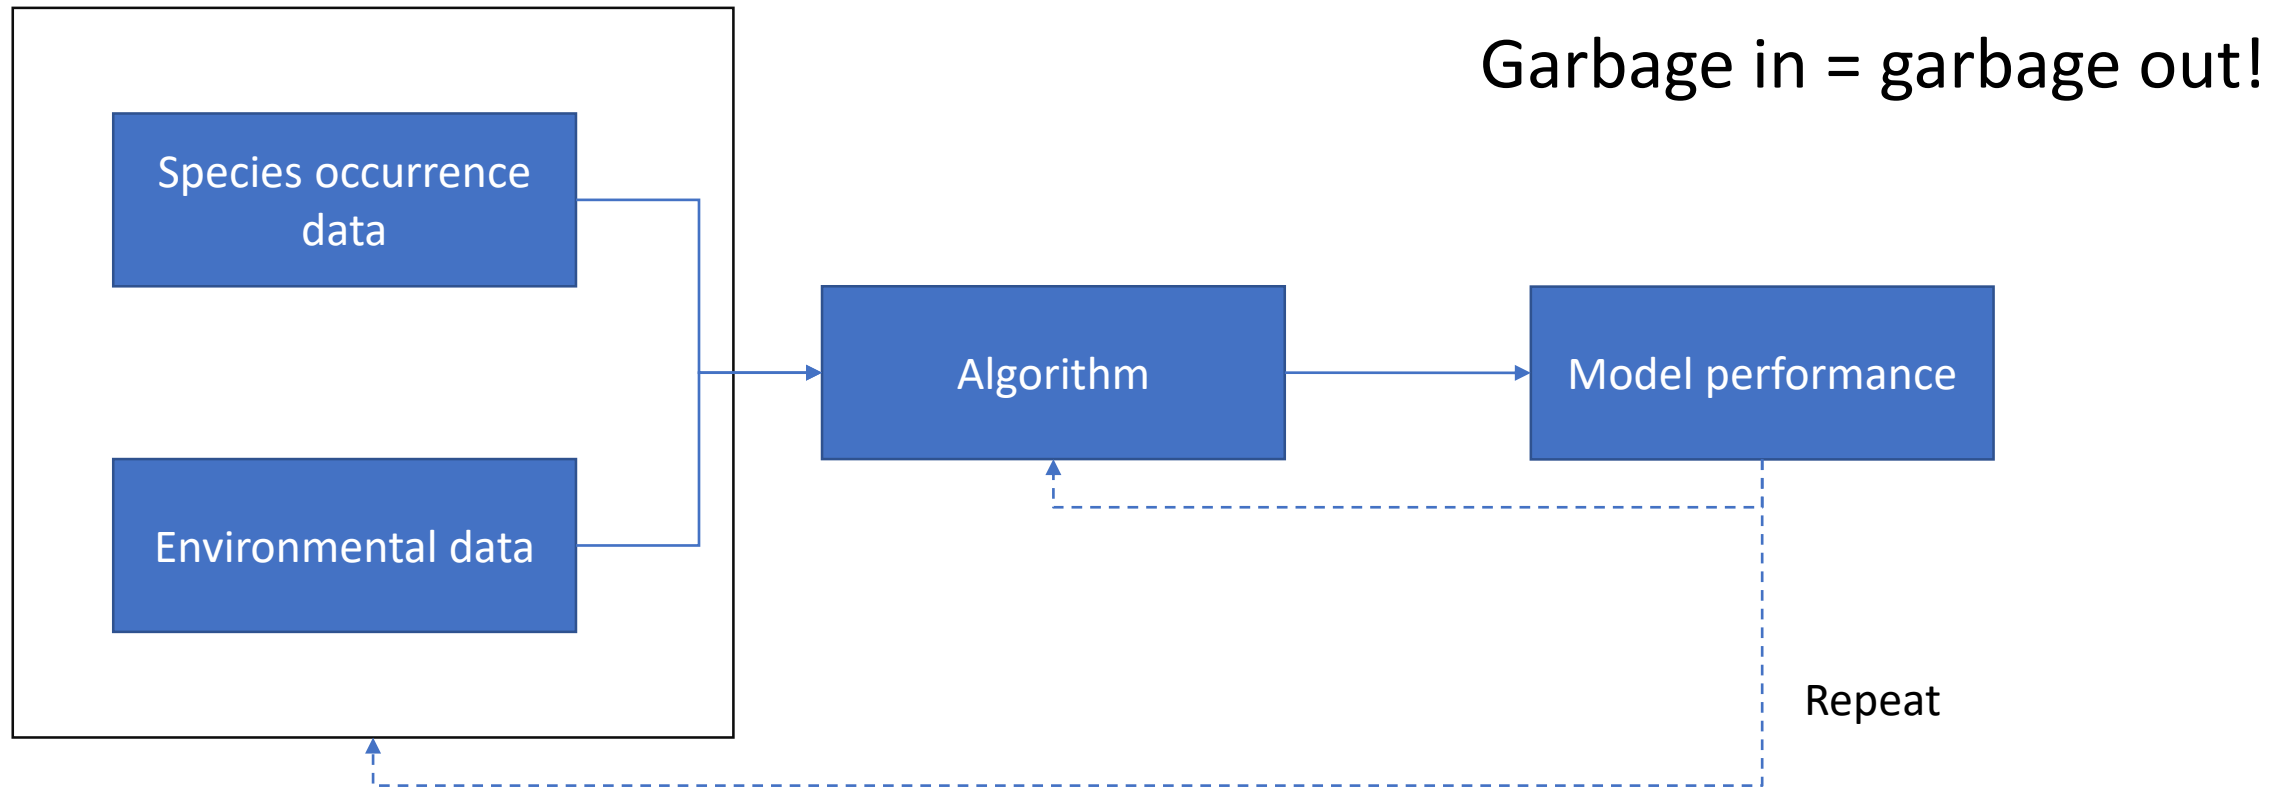 Garbage in = garbage out!
Species occurrence
data
Algorithm
Model performance
Environmental data
Repeat